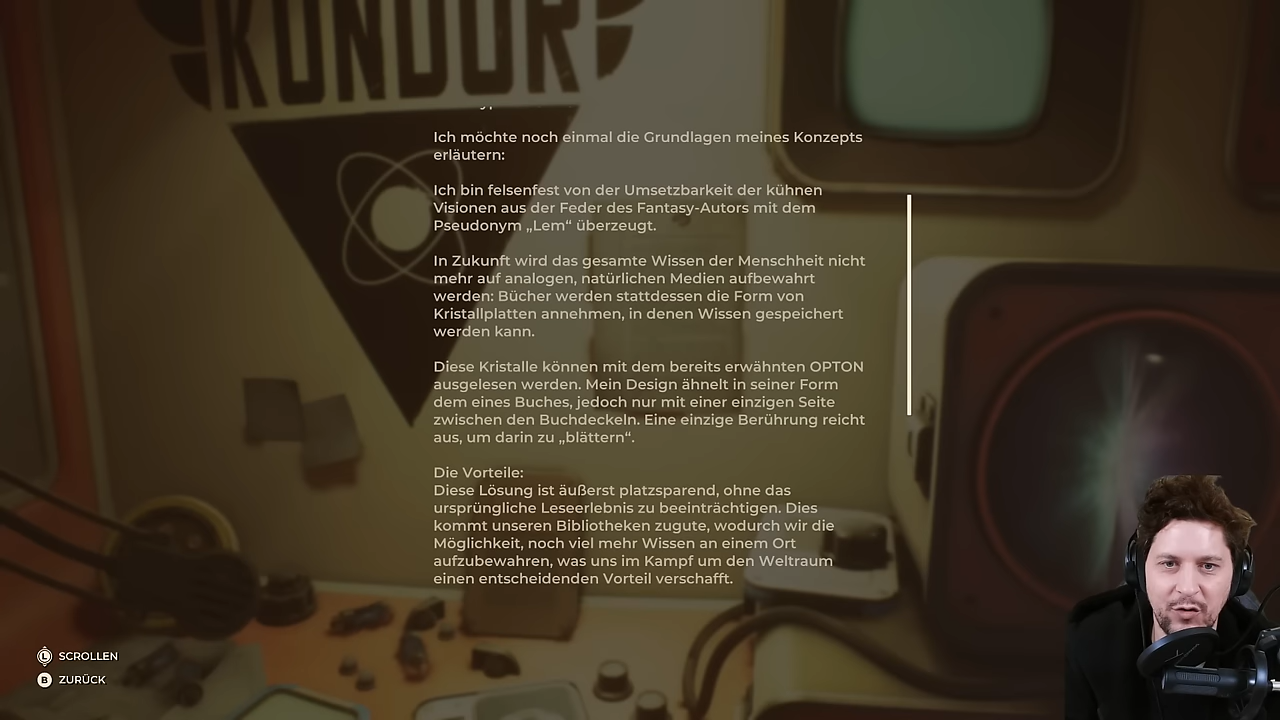 KONDOR
Ich möchte noch einmal die Grundlagen meines Konzepts
erläutern:
Ich bin felsenfest von der Umsetzbarkeit der kühnen
Visionen aus der Feder des Fantasy-Autors mit dem
Pseudonym „Lem“ überzeugt.
In Zukunft wird das gesamte Wissen der Menschheit nicht
mehr auf analogen, natürlichen Medien aufbewahrt
werden: Bücher werden stattdessen die Form von
Kristallplatten annehmen, in denen Wissen gespeichert
werden kann.
Diese Kristalle können mit dem bereits erwähnten OPTON
ausgelesen werden. Mein Design ähnelt in seiner Form
dem eines Buches, jedoch nur mit einer einzigen Seite
zwischen den Buchdeckeln. Eine einzige Berührung reicht
aus, um darin zu „blättern“.
Die Vorteile:
Diese Lösung ist äußerst platzsparend, ohne das
ursprüngliche Leseerlebnis zu beeinträchtigen. Dies
kommt unseren Bibliotheken zugute, wodurch wir die
Möglichkeit, noch viel mehr Wissen an einem Ort
aufzubewahren, was uns im Kampf um den Weltraum
einen entscheidenden Vorteil verschafft.
L SCROLLEN
B ZURÜCK